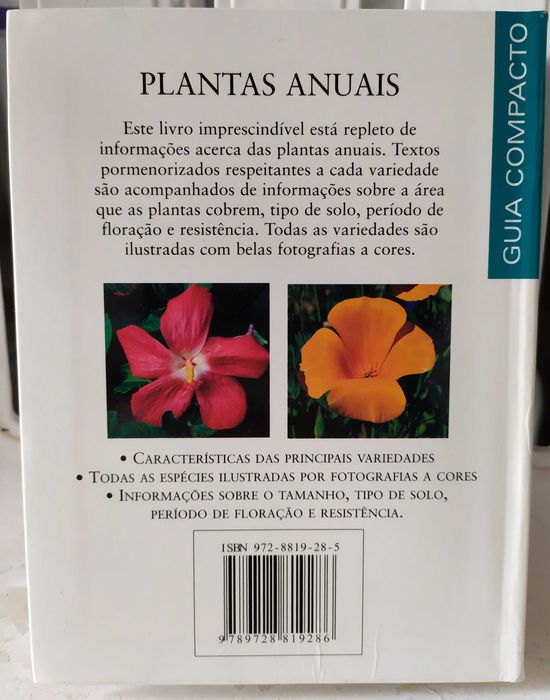 PLANTAS ANUAIS
Este livro imprescindível está repleto de
informações acerca das plantas anuais. Textos
pormenorizados respeitantes a cada variedade
são acompanhados de informações sobre a área
que as plantas cobrem, tipo de solo, período de
floração e resistência. Todas as variedades são
ilustradas com belas fotografias a cores.
GUIA COMPACTO
• CARACTERÍSTICAS DAS PRINCIPAIS VARIEDADES
• TODAS AS ESPÉCIES ILUSTRADAS POR FOTOGRAFIAS A CORES
• INFORMAÇÕES SOBRE O TAMANHO, TIPO DE SOLO,
PERÍODO DE FLORAÇÃO E RESISTÊNCIA.
ISBN 972-8819-28-5
9 789728 819286